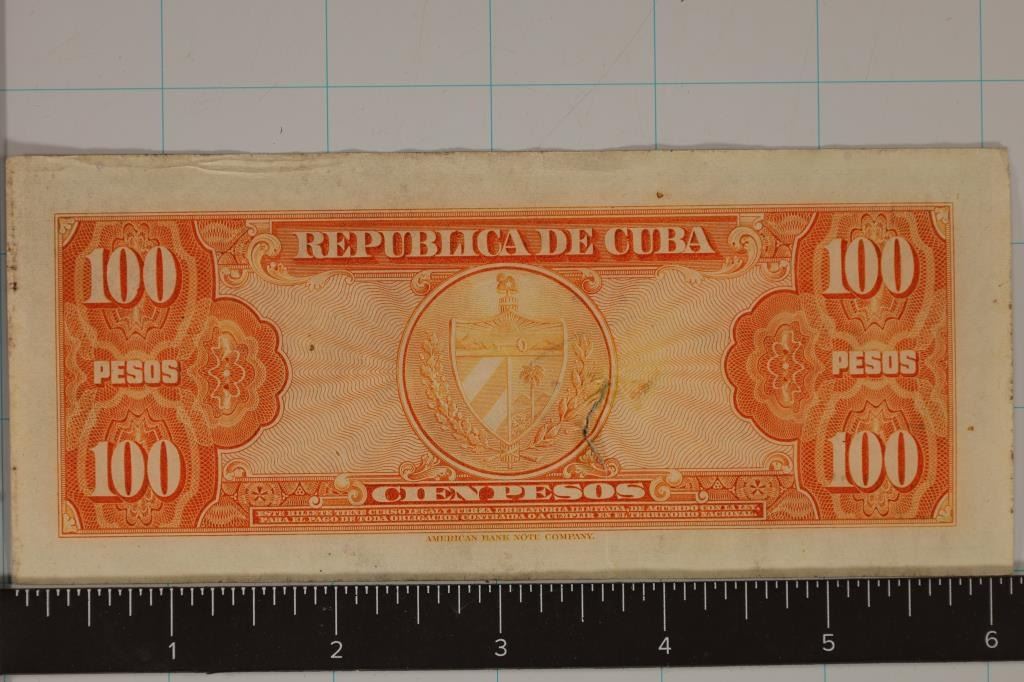 REPUBLICA DE CUBA
100 100
PESOS PESOS
100 100
CIEN PESOS
ESTE BILLETE TIENE CURSO LEGAL Y FUERZA LIBERATORIA ILIMITADA, DE ACUERDO CON LA LEY,
PARA EL PAGO DE TODA OBLIGACION CONTRAIDA O A CUMPLIR EN EL TERRITORIO NACIONAL.
AMERICAN BANK NOTE COMPANY.
1 2 3 4 5 6